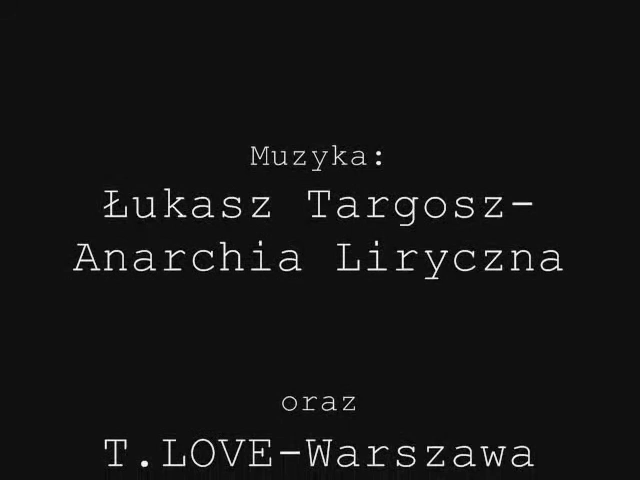 Muzyka:
Łukasz Targosz-
Anarchia Liryczna
oraz
T.LOVE-Warszawa